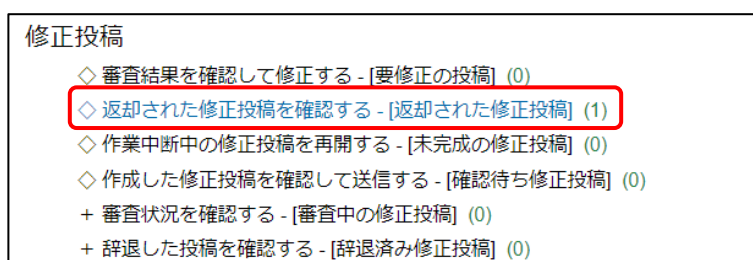 修正投稿
◇ 審査結果を確認して修正する - [要修正の投稿] (0)
◇ 返却された修正投稿を確認する - [返却された修正投稿] (1)
◇ 作業中断中の修正投稿を再開する - [未完成の修正投稿] (0)
◇ 作成した修正投稿を確認して送信する - [確認待ち修正投稿] (0)
+ 審査状況を確認する - [審査中の修正投稿] (0)
+ 辞退した投稿を確認する - [辞退済み修正投稿] (0)